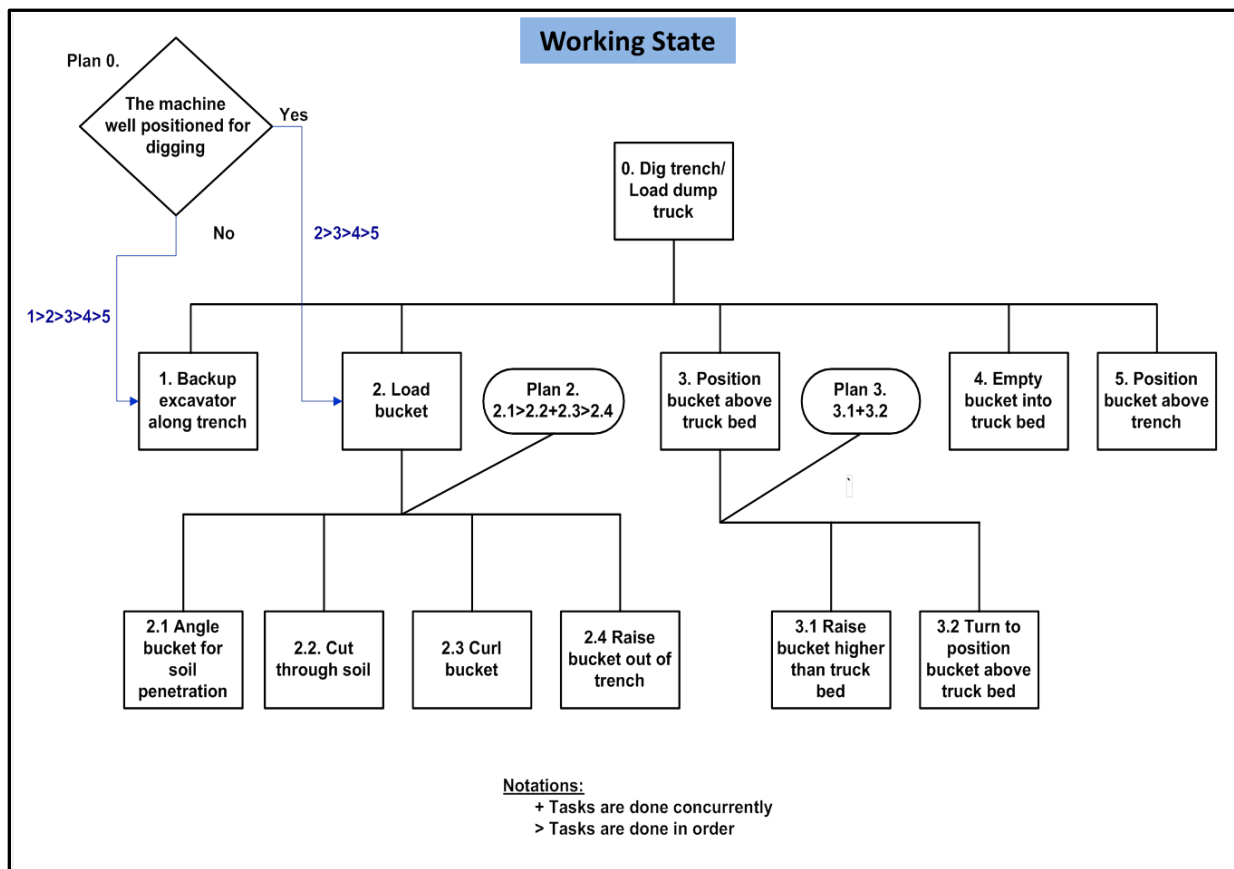 Working State
Plan 0.
The machine
well positioned for
digging
Yes
No
2>3>4>5
1>2>3>4>5
0. Dig trench/
Load dump
truck
1. Backup
excavator
along trench
2. Load
bucket
Plan 2.
2.1>2.2+2.3>2.4
3. Position
bucket above
truck bed
Plan 3.
3.1+3.2
4. Empty
bucket into
truck bed
5. Position
bucket above
trench
2.1 Angle
bucket for
soil
penetration
2.2. Cut
through soil
2.3 Curl
bucket
2.4 Raise
bucket out of
trench
3.1 Raise
bucket higher
than truck
bed
3.2 Turn to
position
bucket above
truck bed
Notations:
+ Tasks are done concurrently
> Tasks are done in order